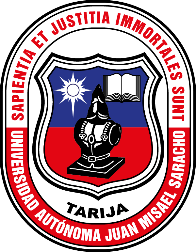 SAPIENTIA ET JUSTITIA IMMORTALES SUNT
TARIJA
UNIVERSIDAD AUTÓNOMA JUAN MISAEL SARACHO